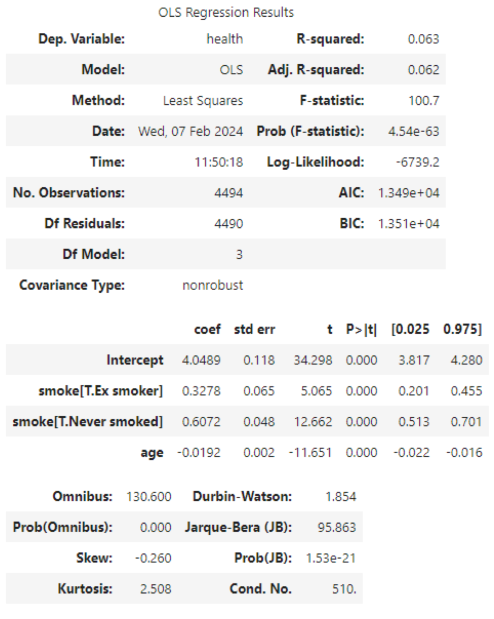 OLS Regression Results
Dep. Variable: health R-squared: 0.063
Model: OLS Adj. R-squared: 0.062
Method: Least Squares F-statistic: 100.7
Date: Wed, 07 Feb 2024 Prob (F-statistic): 4.54e-63
Time: 11:50:18 Log-Likelihood: -6739.2
No. Observations: 4494 AIC: 1.349e+04
Df Residuals: 4490 BIC: 1.351e+04
Df Model: 3
Covariance Type: nonrobust
coef std err t P>|t| [0.025 0.975]
Intercept 4.0489 0.118 34.298 0.000 3.817 4.280
smoke[T.Ex smoker] 0.3278 0.065 5.065 0.000 0.201 0.455
smoke[T.Never smoked] 0.6072 0.048 12.662 0.000 0.513 0.701
age -0.0192 0.002 -11.651 0.000 -0.022 -0.016
Omnibus: 130.600 Durbin-Watson: 1.854
Prob(Omnibus): 0.000 Jarque-Bera (JB): 95.863
Skew: -0.260 Prob(JB): 1.53e-21
Kurtosis: 2.508 Cond. No. 510.